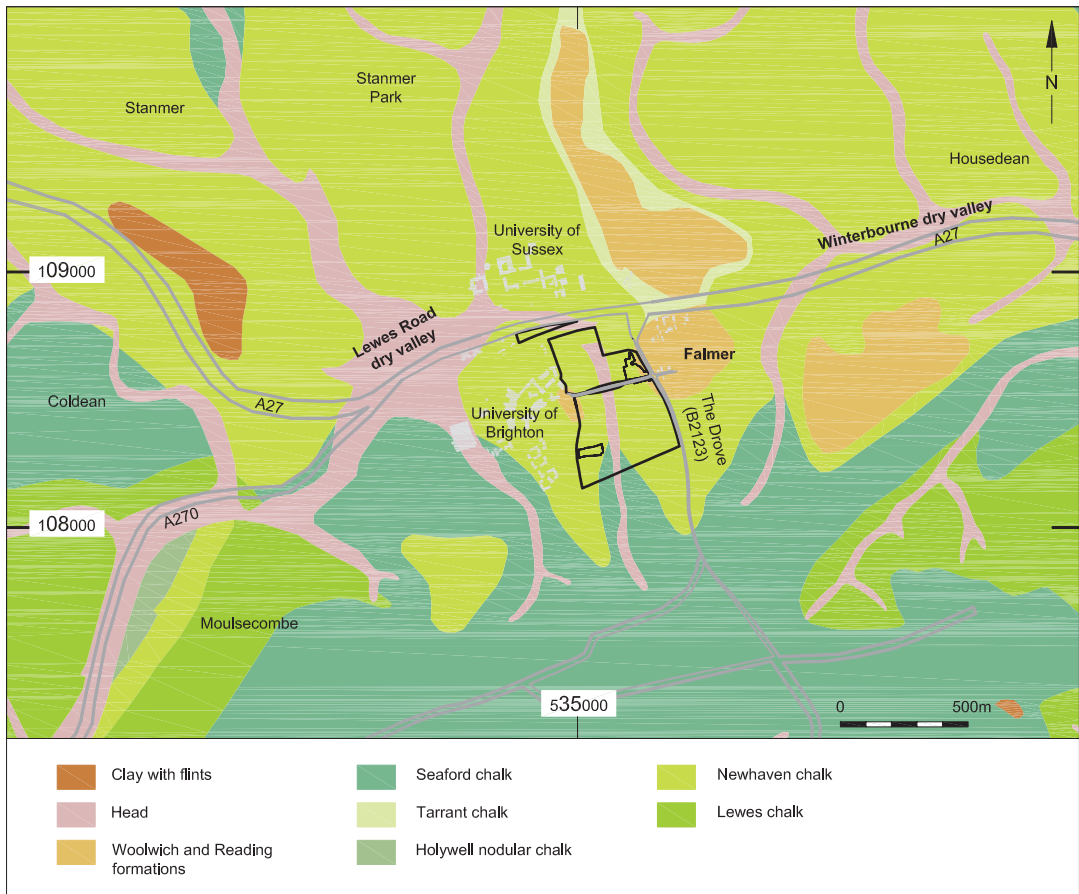 Stanmer
Park
Stanmer
N
Housedean
Winterbourne dry valley
A27
University of
Sussex
109000
Lewes Road
dry valley
Falmer
Coldean
A27
University of
Brighton
The Drove
(B2123)
A270
108000
Moulsecombe
535000
0
500m
Clay with flints
Head
Woolwich and Reading
formations
Seaford chalk
Tarrant chalk
Holywell nodular chalk
Newhaven chalk
Lewes chalk